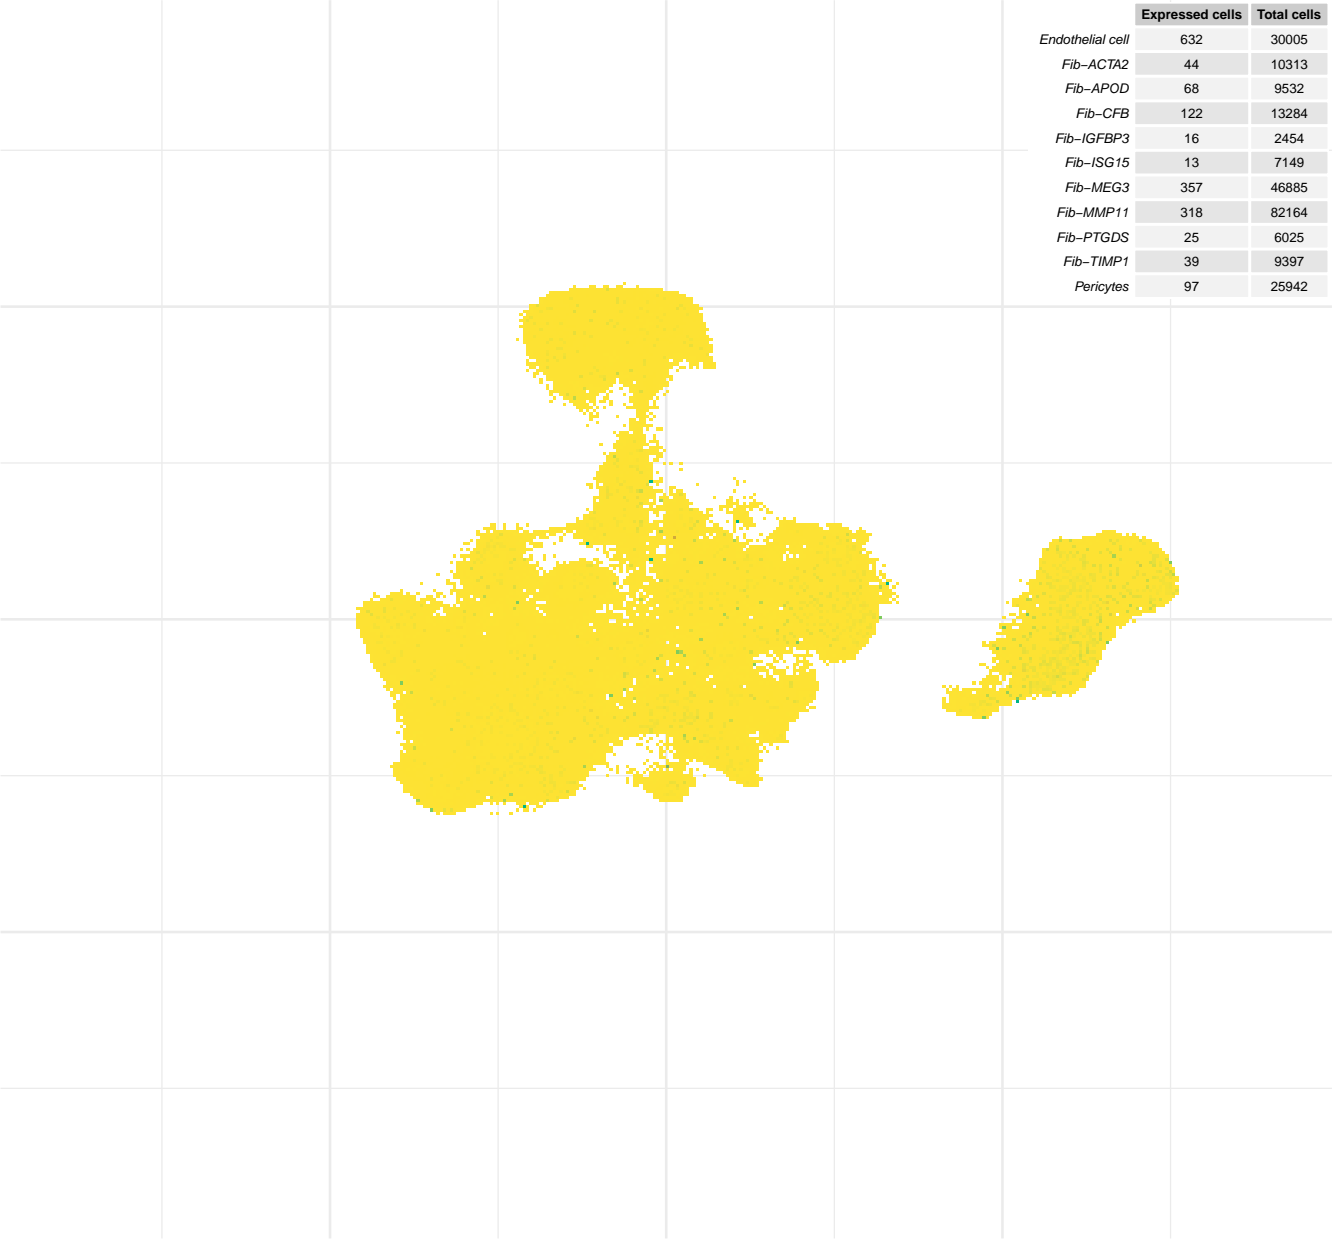 Expressed cells Total cells
Endothelial cell 632 30005
Fib−ACTA2 44 10313
Fib−APOD 68 9532
Fib−CFB 122 13284
Fib−IGFBP3 16 2454
Fib−ISG15 13 7149
Fib−MEG3 357 46885
Fib−MMP11 318 82164
Fib−PTGDS 25 6025
Fib−TIMP1 39 9397
Pericytes 97 25942